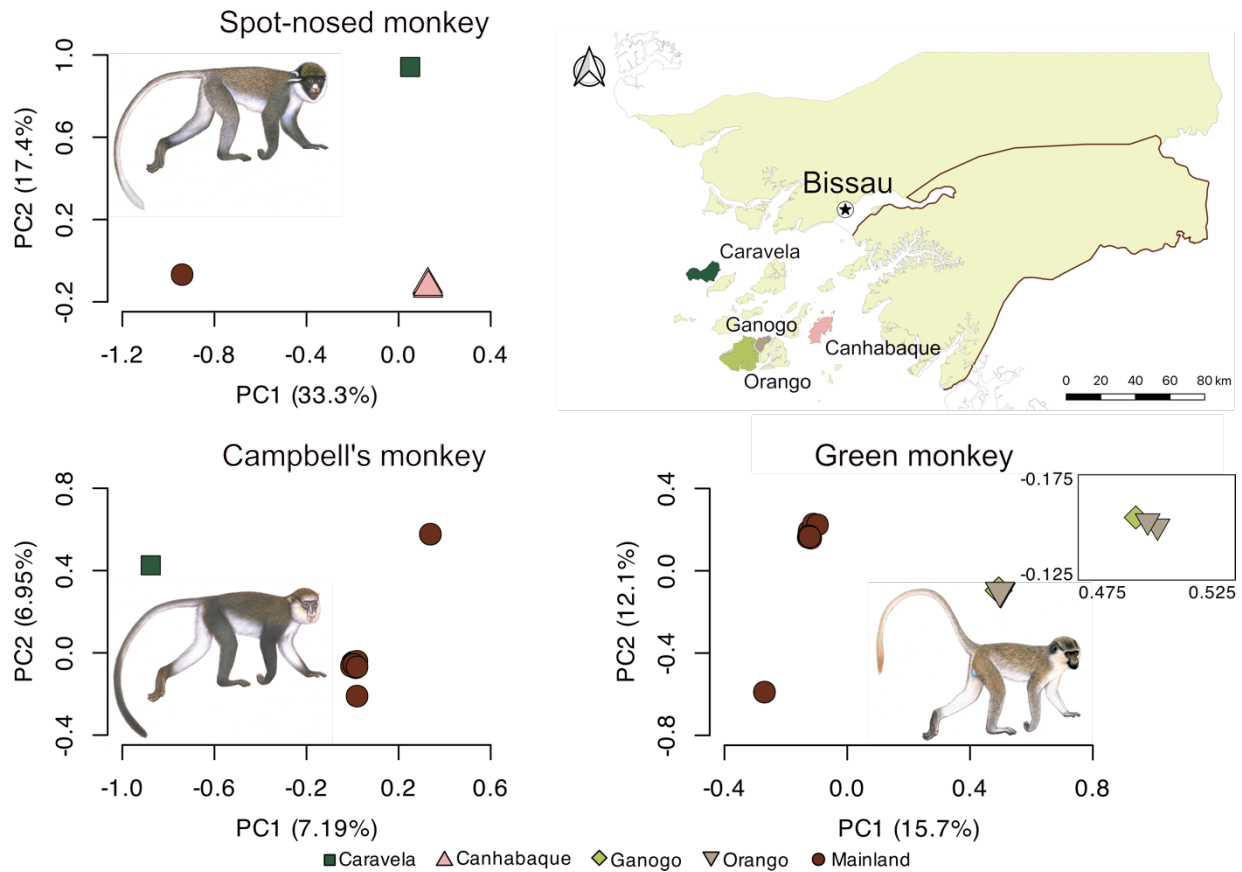 Spot-nosed monkey
1.0
0.6
0.2
-0.2
PC2 (17.4%)
-1.2
-0.8
-0.4
0.0
0.4
PC1 (33.3%)
Bissau
Caravela
Ganogo
Canhabaque
Orango
0 20 40 60 80 km
Campbell's monkey
0.8
0.4
0.0
-0.4
PC2 (6.95%)
-1.0
-0.6
-0.2
0.2
0.6
PC1 (7.19%)
Green monkey
0.4
0.0
-0.4
-0.8
PC2 (12.1%)
-0.175
-0.125
0.475
0.525
-0.4
0.0
0.4
0.8
PC1 (15.7%)
Caravela Canhabaque Ganogo Orango Mainland